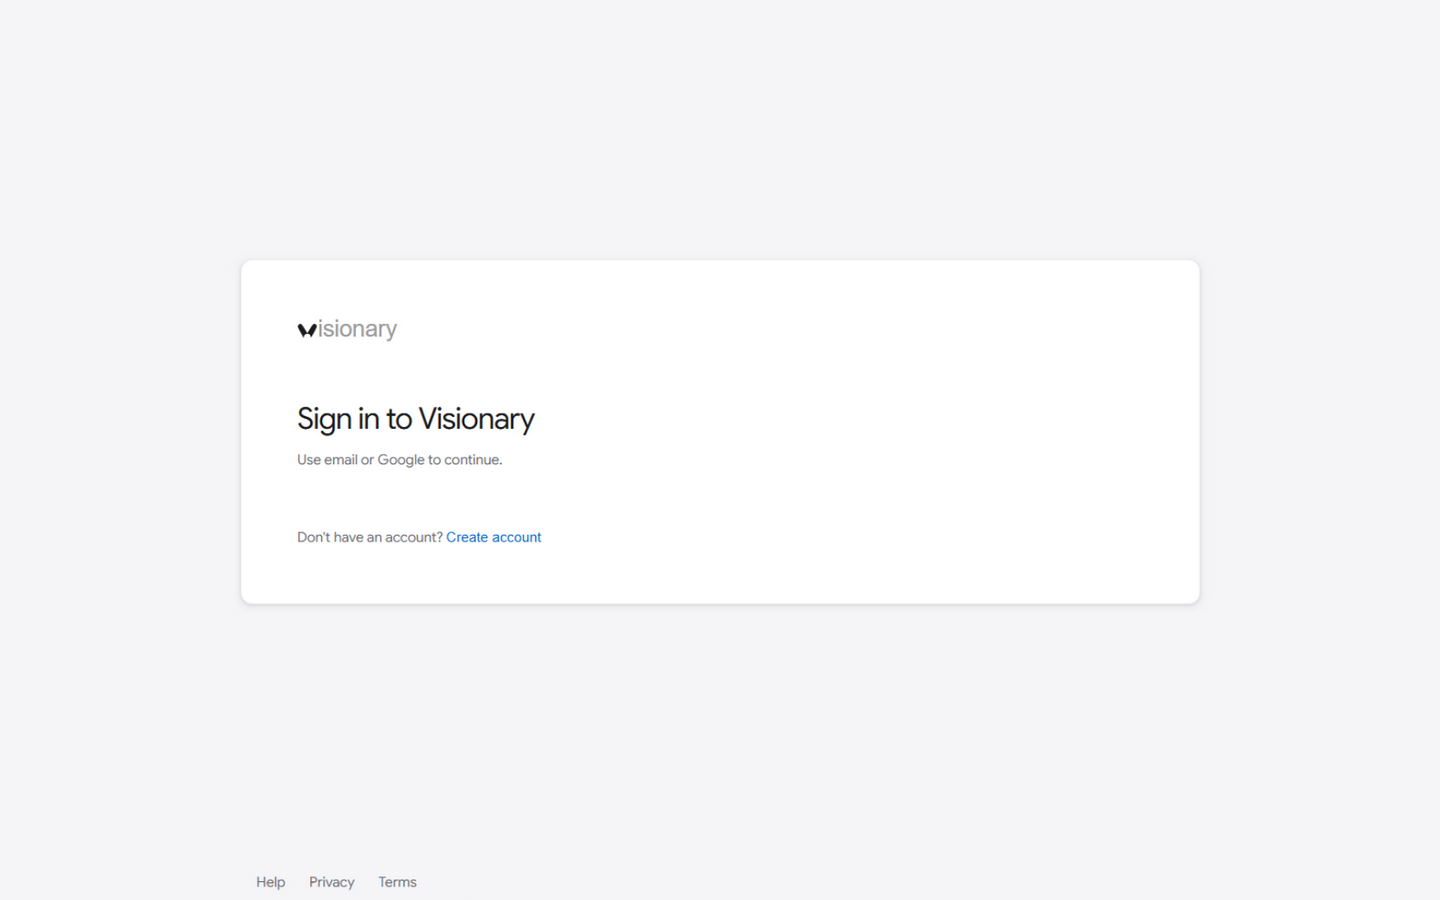 visionary
Sign in to Visionary
Use email or Google to continue.
Don't have an account? Create account
Help Privacy Terms